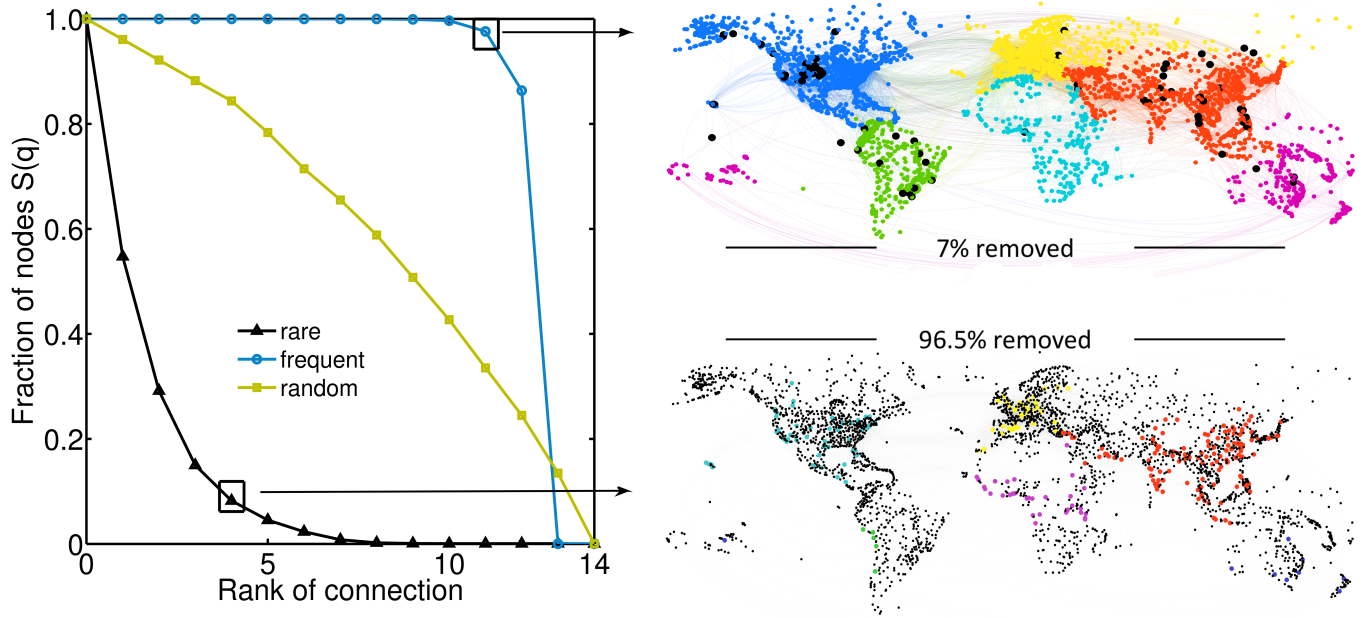 Fraction of nodes S(q)
1.0
0.8
0.6
0.4
0.2
0
rare
frequent
random
0 5 10 14
Rank of connection
7% removed
96.5% removed